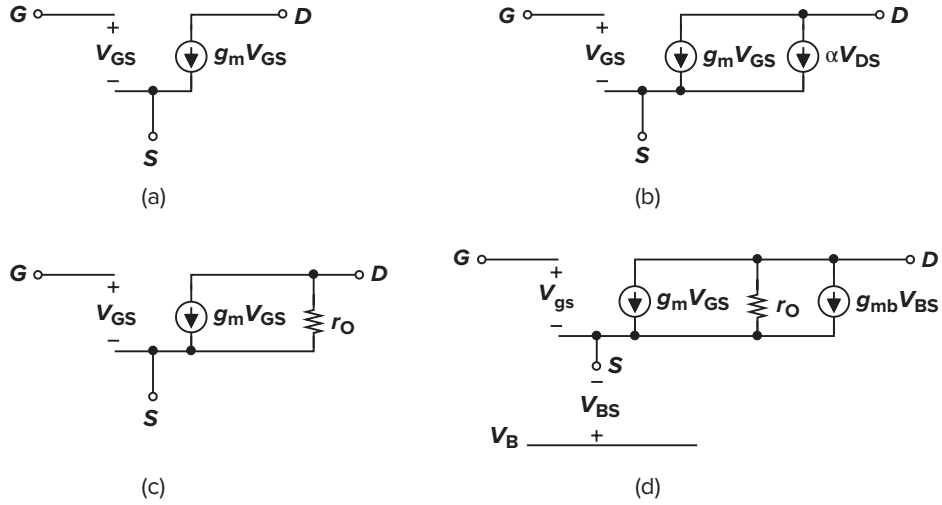 G
+
V_GS
−
g_mV_GS
D
S
(a)
G
+
V_GS
−
g_mV_GS
αV_DS
D
S
(b)
G
+
V_GS
−
g_mV_GS
r_O
D
S
(c)
G
+
V_gs
−
g_mV_GS
r_O
g_mbV_BS
D
S
−
V_BS
+
V_B
(d)